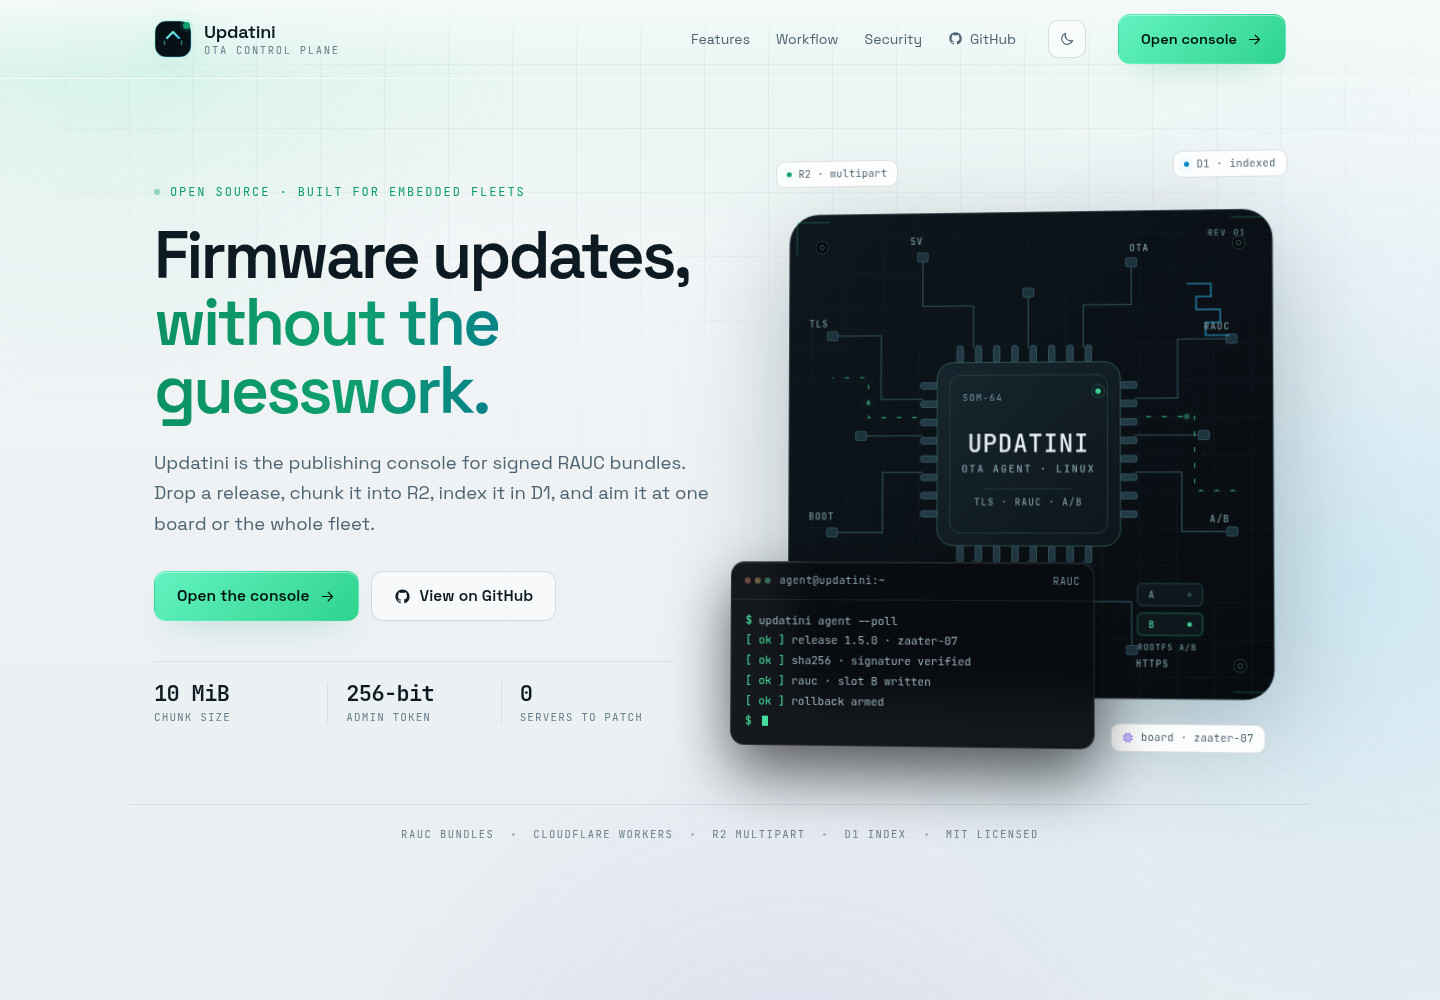 Updatini
OTA CONTROL PLANE
Features
Workflow
Security
GitHub
Open console →
OPEN SOURCE · BUILT FOR EMBEDDED FLEETS
Firmware updates,
without the
guesswork.
Updatini is the publishing console for signed RAUC bundles.
Drop a release, chunk it into R2, index it in D1, and aim it at one
board or the whole fleet.
Open the console →
View on GitHub
10 MiB
CHUNK SIZE
256-bit
ADMIN TOKEN
0
SERVERS TO PATCH
R2 · multipart
D1 · indexed
REV 01
5V
OTA
TLS
RAUC
SOM-64
UPDATINI
OTA AGENT · LINUX
TLS · RAUC · A/B
BOOT
A/B
A
B
ROOTFS A/B
HTTPS
agent@updatini:~
RAUC
$ updatini agent --poll
[ ok ] release 1.5.0 · zaater-07
[ ok ] sha256 · signature verified
[ ok ] rauc · slot B written
[ ok ] rollback armed
$
board · zaater-07
RAUC BUNDLES • CLOUDFLARE WORKERS • R2 MULTIPART • D1 INDEX • MIT LICENSED